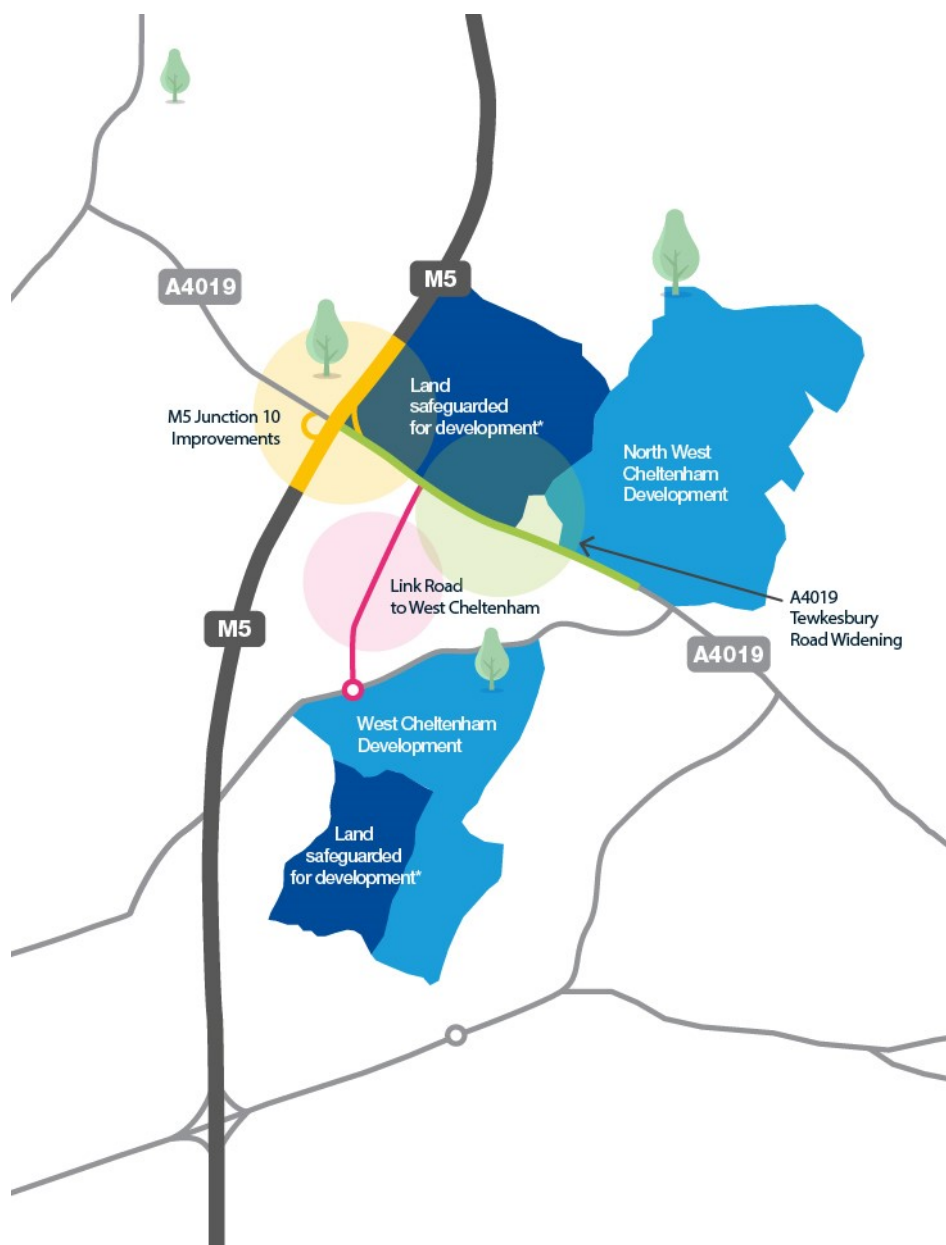 M5
A4019
Land
safeguarded
for development*
M5 Junction 10
Improvements
North West
Cheltenham
Development
Link Road
to West Cheltenham
A4019
Tewkesbury
Road Widening
M5
A4019
West Cheltenham
Development
Land
safeguarded
for development*